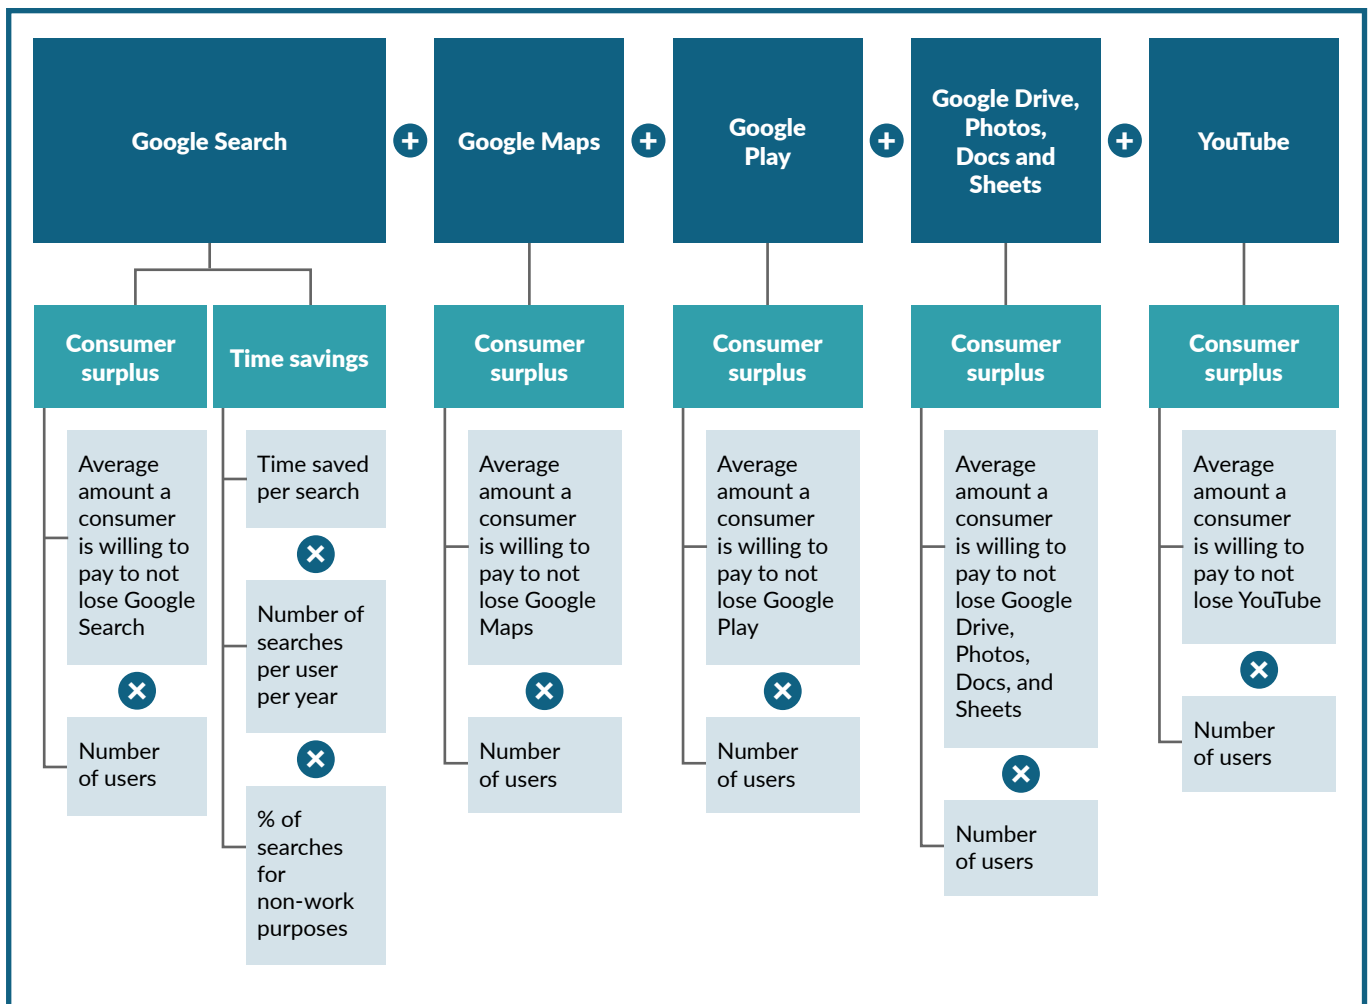 Google Search
+
Google Maps
+
Google
Play
+
Google Drive,
Photos,
Docs and
Sheets
+
YouTube
Consumer
surplus
Time savings
Consumer
surplus
Consumer
surplus
Consumer
surplus
Consumer
surplus
Average
amount a
consumer
is willing to
pay to not
lose Google
Search
×
Number
of users
Time saved
per search
×
Number of
searches
per user
per year
×
% of
searches
for
non-work
purposes
Average
amount a
consumer
is willing to
pay to not
lose Google
Maps
×
Number
of users
Average
amount a
consumer
is willing to
pay to not
lose Google
Play
×
Number
of users
Average
amount a
consumer
is willing to
pay to not
lose Google
Drive,
Photos,
Docs, and
Sheets
×
Number
of users
Average
amount a
consumer
is willing to
pay to not
lose YouTube
×
Number
of users